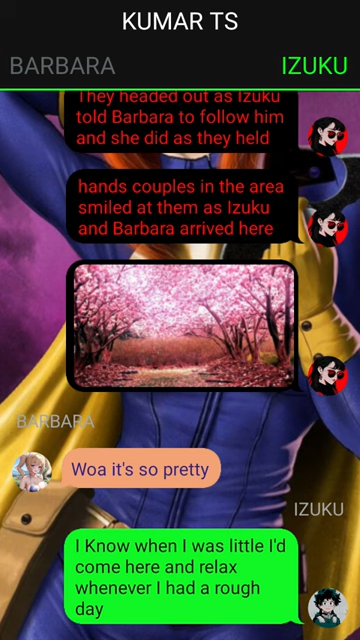 KUMAR TS
BARBARA
IZUKU
They headed out as Izuku
told Barbara to follow him
and she did as they held
hands couples in the area
smiled at them as Izuku
and Barbara arrived here
BARBARA
Woa it's so pretty
IZUKU
I Know when I was little I'd
come here and relax
whenever I had a rough
day